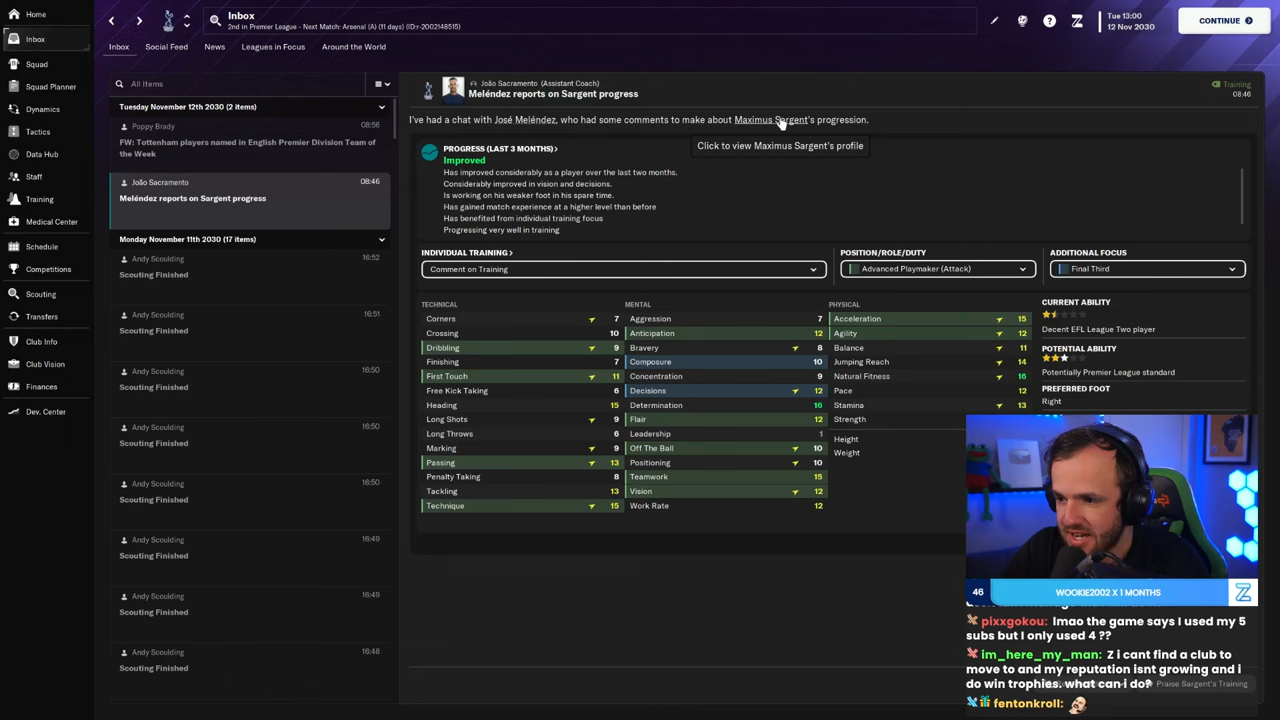 Home
Inbox
Squad
Squad Planner
Dynamics
Tactics
Data Hub
Staff
Training
Medical Center
Schedule
Competitions
Scouting
Transfers
Club Info
Club Vision
Finances
Dev. Center
Inbox
2nd in Premier League - Next Match: Arsenal (A) (11 days) (ID:r-2002148515)
Tue 13:00
12 Nov 2030
CONTINUE
Inbox
Social Feed
News
Leagues in Focus
Around the World
All Items
Tuesday November 12th 2030 (2 items)
Poppy Brady 08:56
FW: Tottenham players named in English Premier Division Team of
the Week
João Sacramento 08:46
Meléndez reports on Sargent progress
Monday November 11th 2030 (17 items)
Andy Scoulding 16:52
Scouting Finished
Andy Scoulding 16:51
Scouting Finished
Andy Scoulding 16:50
Scouting Finished
Andy Scoulding 16:50
Scouting Finished
Andy Scoulding 16:50
Scouting Finished
Andy Scoulding 16:49
Scouting Finished
Andy Scoulding 16:49
Scouting Finished
Andy Scoulding 16:48
Scouting Finished
João Sacramento (Assistant Coach)
Meléndez reports on Sargent progress
Training
08:46
I've had a chat with José Meléndez, who had some comments to make about Maximus Sargent's progression.
Click to view Maximus Sargent's profile
PROGRESS (LAST 3 MONTHS)
Improved
Has improved considerably as a player over the last two months.
Considerably improved in vision and decisions.
Is working on his weaker foot in his spare time.
Has gained match experience at a higher level than before
Has benefited from individual training focus
Progressing very well in training
INDIVIDUAL TRAINING
Comment on Training
POSITION/ROLE/DUTY
Advanced Playmaker (Attack)
ADDITIONAL FOCUS
Final Third
TECHNICAL
Corners 7
Crossing 10
Dribbling 9
Finishing 7
First Touch 11
Free Kick Taking 6
Heading 15
Long Shots 9
Long Throws 6
Marking 9
Passing 13
Penalty Taking 8
Tackling 13
Technique 15
MENTAL
Aggression 7
Anticipation 12
Bravery 8
Composure 10
Concentration 9
Decisions 12
Determination 16
Flair 12
Leadership 1
Off The Ball 10
Positioning 10
Teamwork 15
Vision 12
Work Rate 12
PHYSICAL
Acceleration 15
Agility 12
Balance 11
Jumping Reach 14
Natural Fitness 16
Pace 12
Stamina 13
Strength
Height
Weight
CURRENT ABILITY
Decent EFL League Two player
POTENTIAL ABILITY
Potentially Premier League standard
PREFERRED FOOT
Right
46
WOOKIE2002 X 1 MONTHS
pixxgokou: lmao the game says I used my 5
subs but I only used 4 ??
im_here_my_man: Z i cant find a club to
move to and my reputation isnt growing and i
do win trophies. what can i do?
Praise Sargent's Training
fentonkroll: